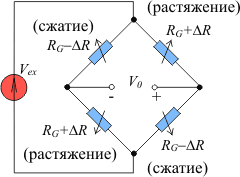 (растяжение)
(сжатие)
R_G–ΔR
R_G+ΔR
V_ex
V_0
- +
R_G+ΔR
R_G–ΔR
(растяжение)
(сжатие)